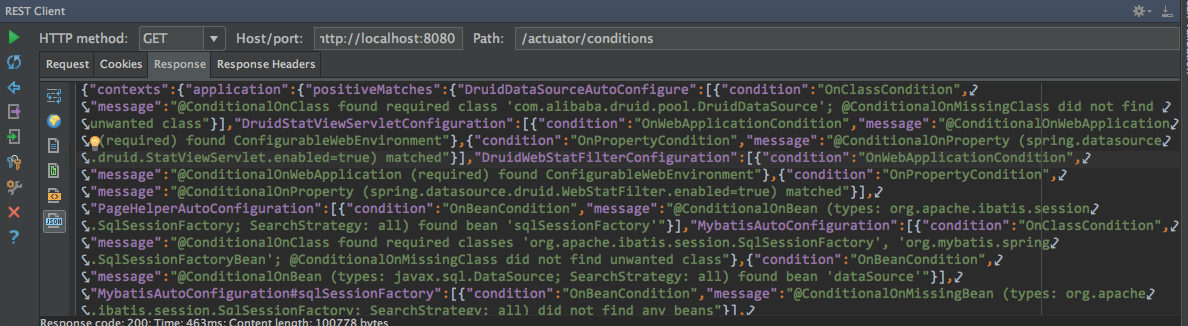 REST Client
HTTP method: GET Host/port: http://localhost:8080 Path: /actuator/conditions
Request Cookies Response Response Headers
{"contexts":{"application":{"positiveMatches":{"DruidDataSourceAutoConfigure":[{"condition":"OnClassCondition",
"message":"@ConditionalOnClass found required class 'com.alibaba.druid.pool.DruidDataSource'; @ConditionalOnMissingClass did not find
unwanted class"}],"DruidStatViewServletConfiguration":[{"condition":"OnWebApplicationCondition","message":"@ConditionalOnWebApplication
(required) found ConfigurableWebEnvironment"},{"condition":"OnPropertyCondition","message":"@ConditionalOnProperty (spring.datasource
.druid.StatViewServlet.enabled=true) matched"}],"DruidWebStatFilterConfiguration":[{"condition":"OnWebApplicationCondition",
"message":"@ConditionalOnWebApplication (required) found ConfigurableWebEnvironment"},{"condition":"OnPropertyCondition",
"message":"@ConditionalOnProperty (spring.datasource.druid.WebStatFilter.enabled=true) matched"}],
"PageHelperAutoConfiguration":[{"condition":"OnBeanCondition","message":"@ConditionalOnBean (types: org.apache.ibatis.session
.SqlSessionFactory; SearchStrategy: all) found bean 'sqlSessionFactory'"}],"MybatisAutoConfiguration":[{"condition":"OnClassCondition",
"message":"@ConditionalOnClass found required classes 'org.apache.ibatis.session.SqlSessionFactory', 'org.mybatis.spring
.SqlSessionFactoryBean'; @ConditionalOnMissingClass did not find unwanted class"},{"condition":"OnBeanCondition",
"message":"@ConditionalOnBean (types: javax.sql.DataSource; SearchStrategy: all) found bean 'dataSource'"}],
"MybatisAutoConfiguration#sqlSessionFactory":[{"condition":"OnBeanCondition","message":"@ConditionalOnMissingBean (types: org.apache
.ibatis.session.SqlSessionFactory; SearchStrategy: all) did not find any beans"}],
Response code: 200; Time: 463ms; Content length: 100778 bytes